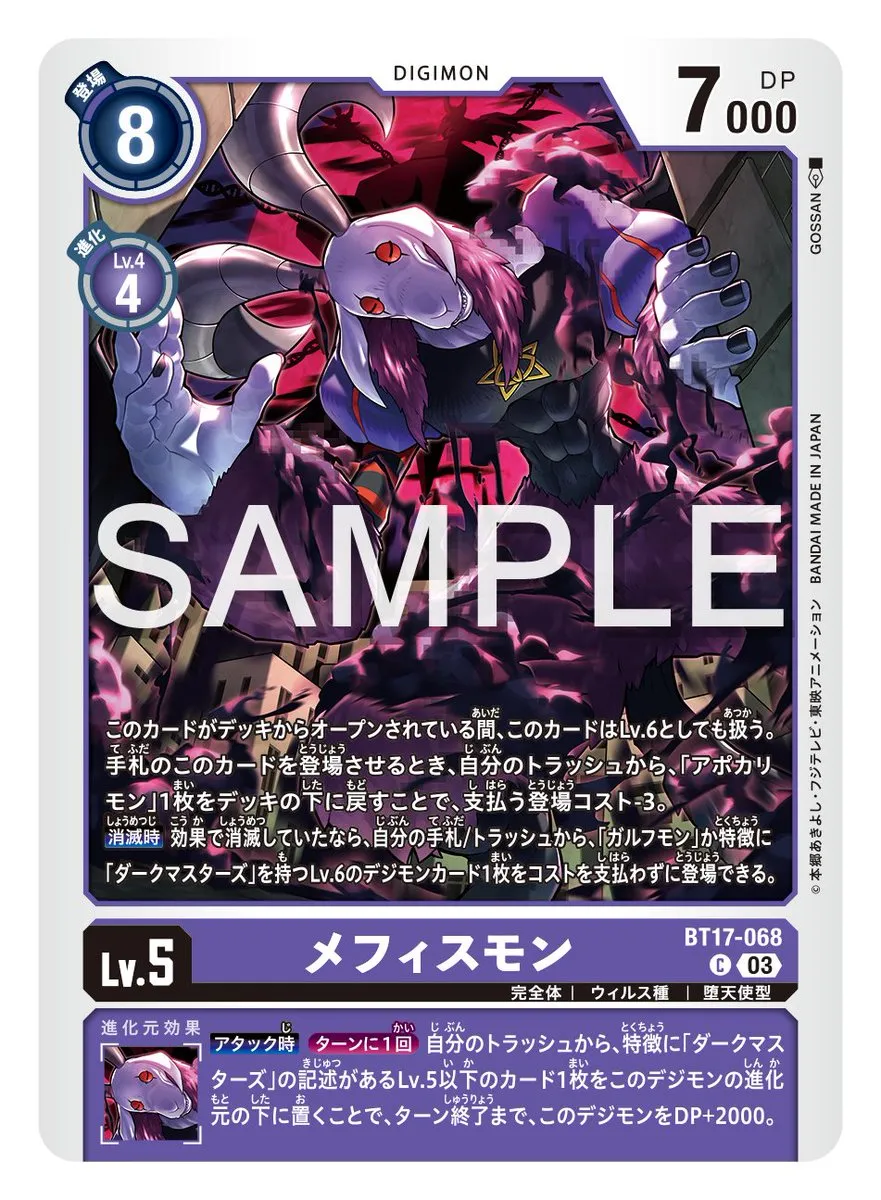 DIGIMON
登場
8
DP
7000
進化
Lv.4
4
GOSSAN
SAMPLE
このカードがデッキからオープンされている間、このカードはLv.6としても扱う。
手札のこのカードを登場させるとき、自分のトラッシュから、「アポカリ
モン」1枚をデッキの下に戻すことで、支払う登場コスト-3。
消滅時 効果で消滅していたなら、自分の手札/トラッシュから、「ガルフモン」か特徴に
「ダークマスターズ」を持つLv.6のデジモンカード1枚をコストを支払わずに登場できる。
©本郷あきよし・フジテレビ・東映アニメーション BANDAI MADE IN JAPAN
Lv.5
メフィスモン
BT17-068
C 03
完全体 | ウィルス種 | 堕天使型
進化元効果
アタック時 ターンに1回 自分のトラッシュから、特徴に「ダークマス
ターズ」の記述があるLv.5以下のカード1枚をこのデジモンの進化
元の下に置くことで、ターン終了まで、このデジモンをDP+2000。